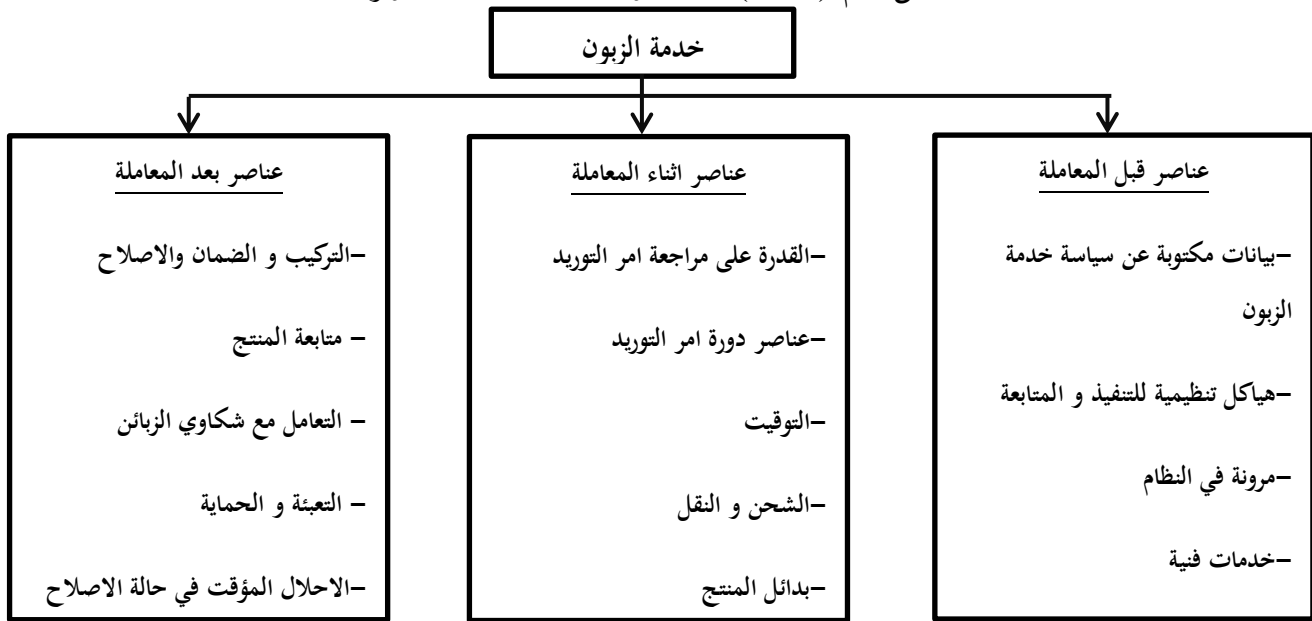 خدمة الزبون
عناصر قبل المعاملة
–بيانات مكتوبة عن سياسة خدمة
الزبون
–هياكل تنظيمية للتنفيذ و المتابعة
–مرونة في النظام
–خدمات فنية
عناصر اثناء المعاملة
–القدرة على مراجعة امر التوريد
–عناصر دورة امر التوريد
–التوقيت
–الشحن و النقل
–بدائل المنتج
عناصر بعد المعاملة
–التركيب و الضمان والاصلاح
– متابعة المنتج
– التعامل مع شكاوي الزبائن
– التعبئة و الحماية
–الاحلال المؤقت في حالة الاصلاح